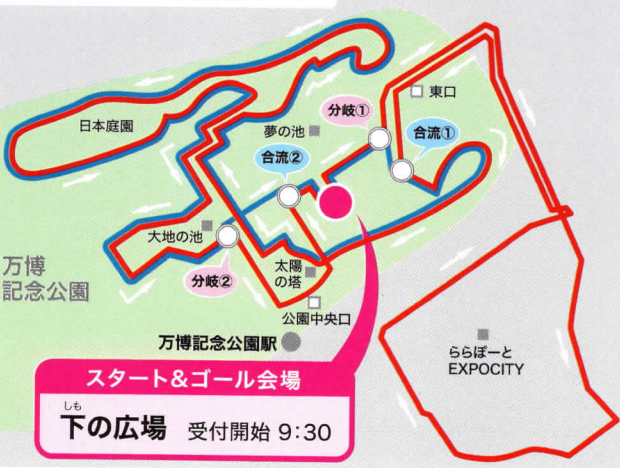 東口
分岐①
日本庭園
夢の池
合流①
合流②
大地の池
万博
記念公園
太陽
の塔
分岐②
公園中央口
万博記念公園駅
ららぽーと
EXPOCITY
スタート&ゴール会場
しも
下の広場 受付開始 9:30